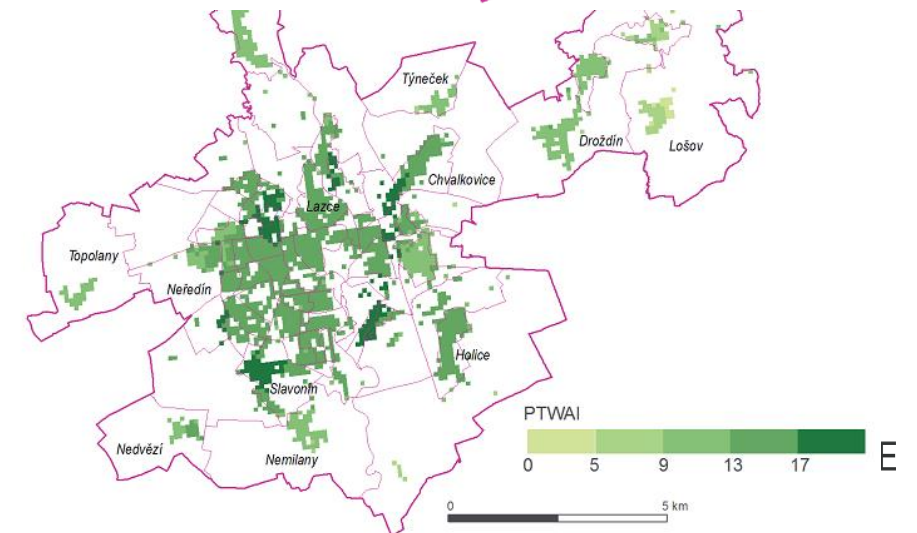 Týneček
Droždín
Lošov
Chvalkovice
Lazce
Topolany
Neředín
Holice
Slavonín
Nedvězí
Nemilany
PTWAI
0 5 9 13 17
E
0 5 km